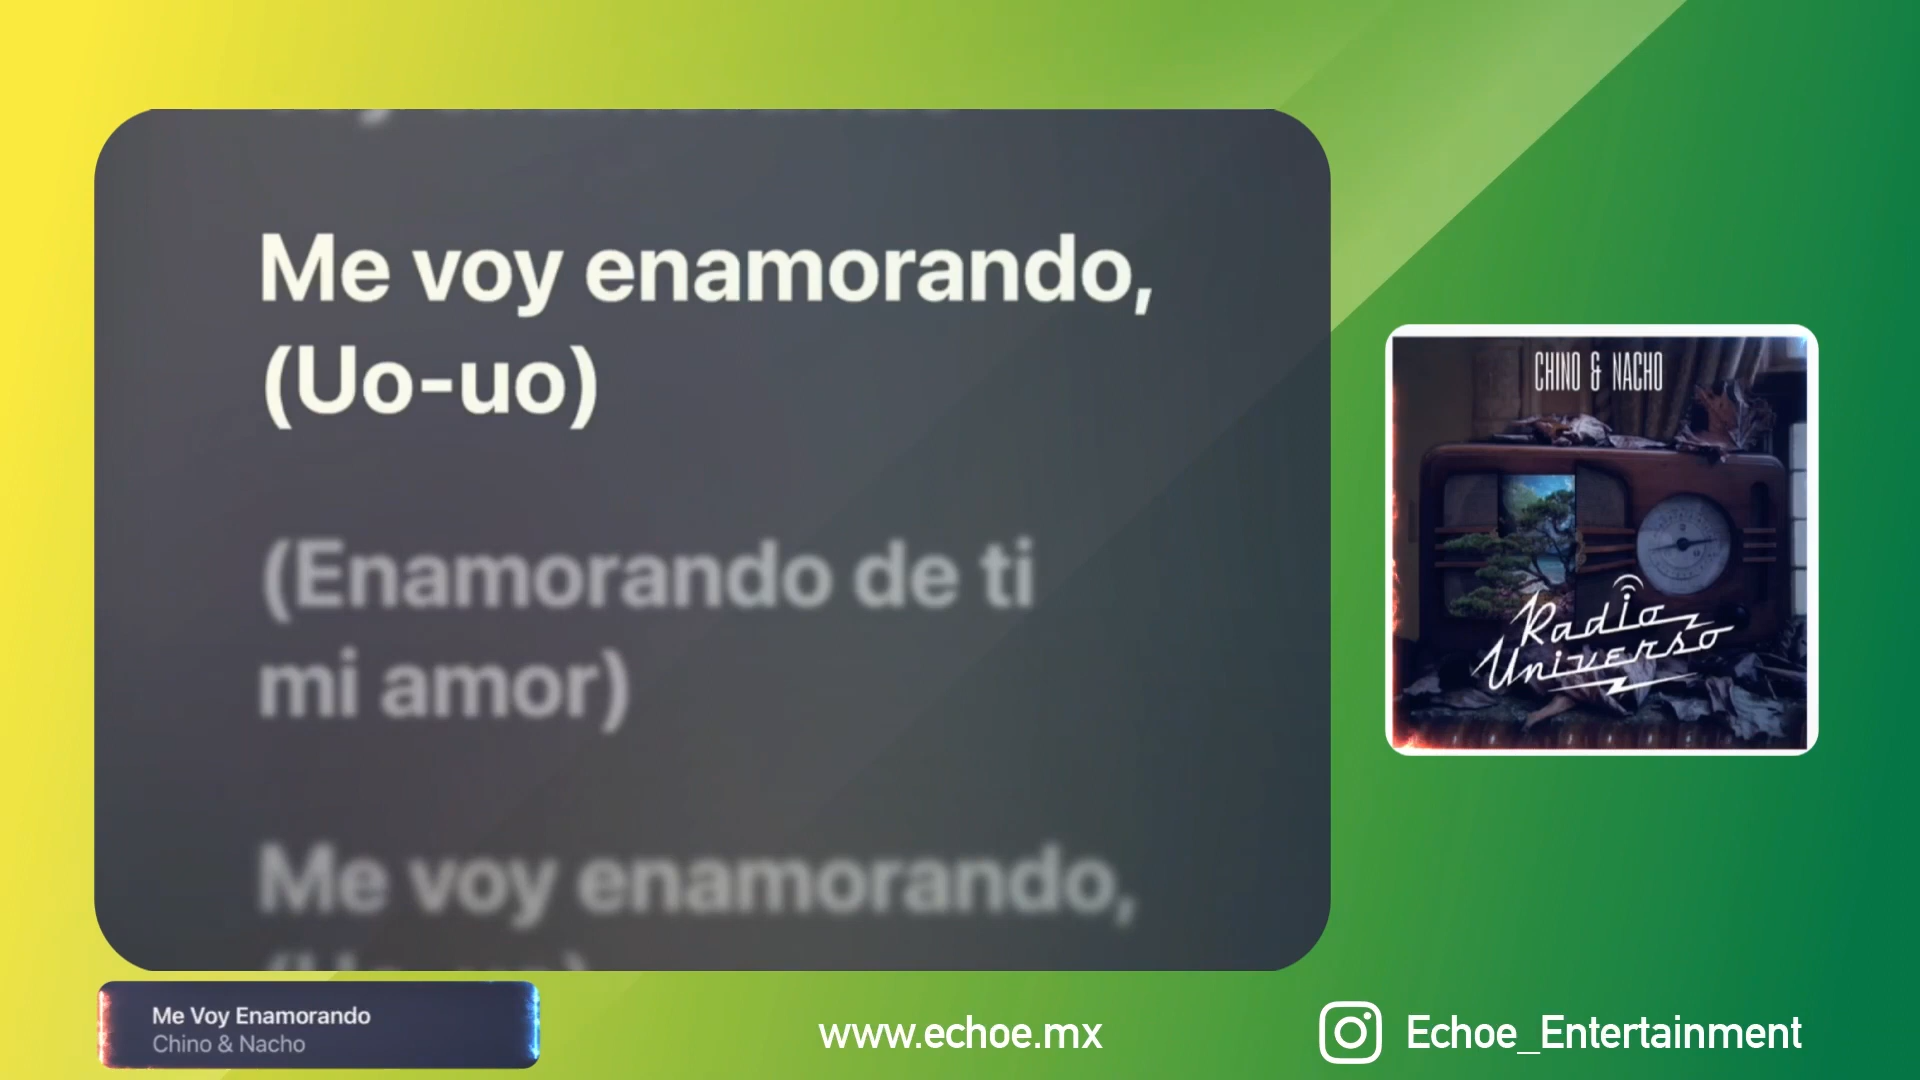 Me voy enamorando,
(Uo-uo)
(Enamorando de ti
mi amor)
Me voy enamorando,
CHINO & NACHO
Radio
Universo
Me Voy Enamorando
Chino & Nacho
www.echoe.mx
Echoe_Entertainment